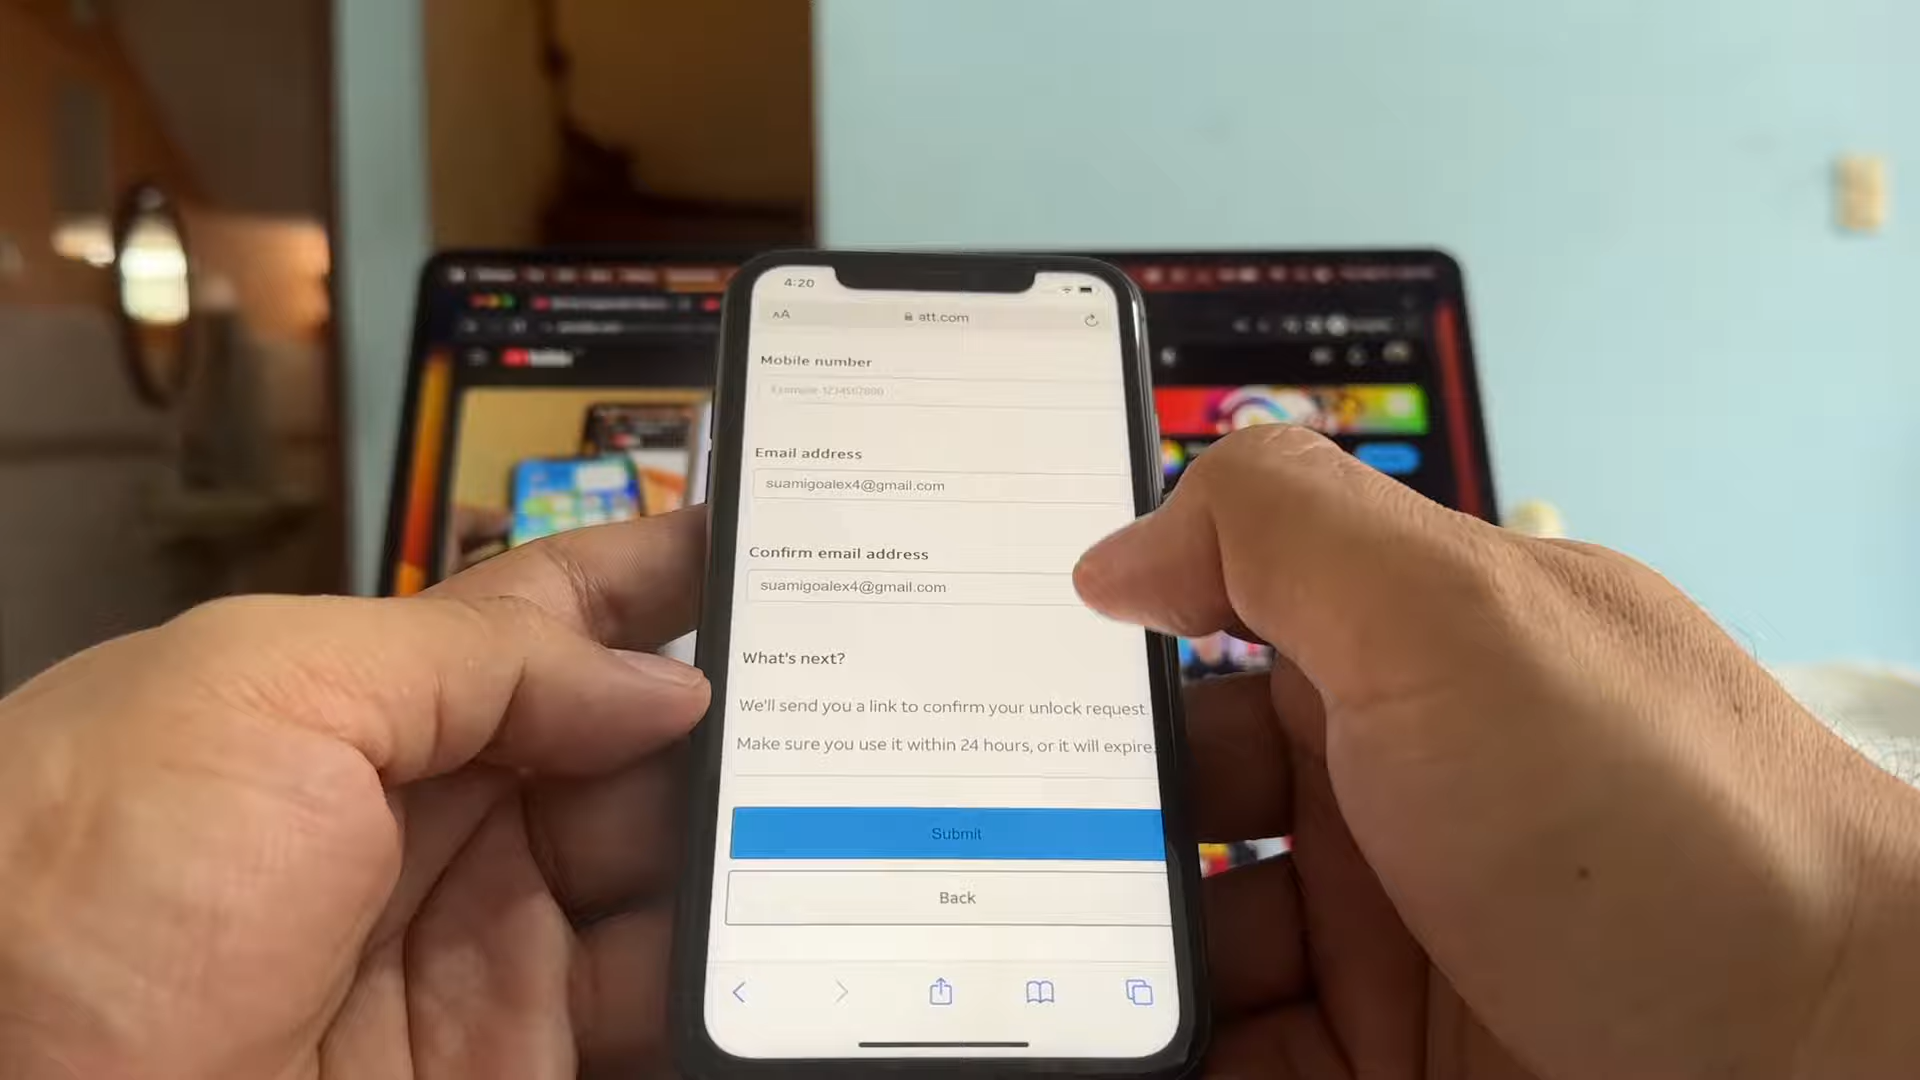 4:20
AA
att.com
Mobile number
Example 1234567890
Email address
suamigoalex4@gmail.com
Confirm email address
suamigoalex4@gmail.com
What's next?
We'll send you a link to confirm your unlock request.
Make sure you use it within 24 hours, or it will expire.
Submit
Back